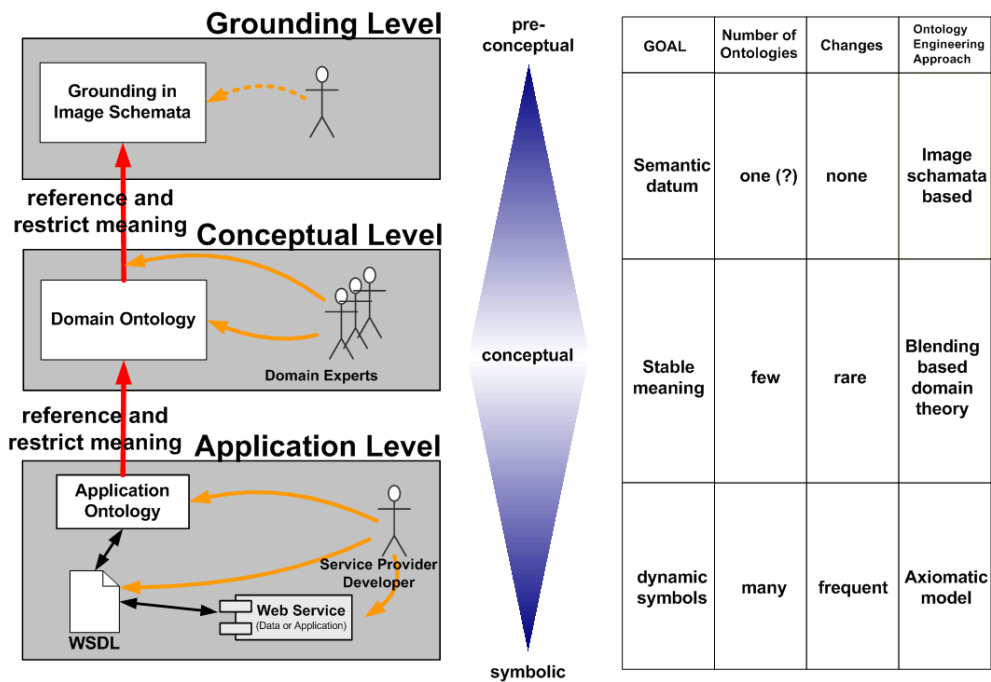 Grounding Level
Grounding in
Image Schemata
reference and
restrict meaning
Conceptual Level
Domain Ontology
Domain Experts
reference and
restrict meaning
Application Level
Application
Ontology
Service Provider
Developer
WSDL
Web Service
(Data or Application)
pre-
conceptual
conceptual
symbolic
GOAL
Number of
Ontologies
Changes
Ontology
Engineering
Approach
Semantic
datum
one (?)
none
Image
schamata
based
Stable
meaning
few
rare
Blending
based
domain
theory
dynamic
symbols
many
frequent
Axiomatic
model